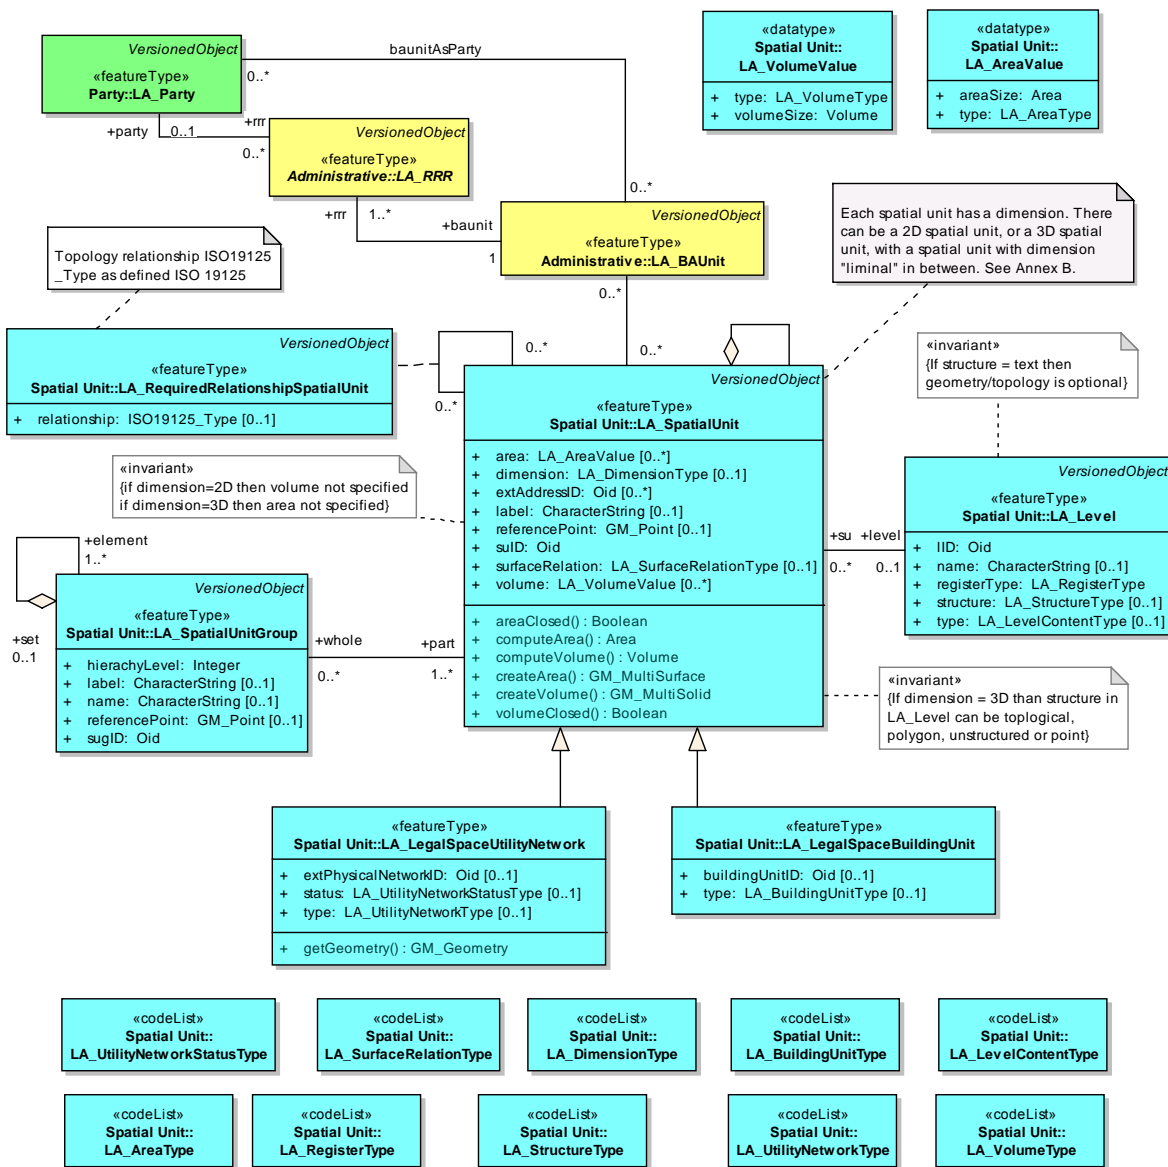 VersionedObject
«featureType»
Party::LA_Party
baunitAsParty
0..*
+party
0..1
+rrr
0..*
VersionedObject
«featureType»
Administrative::LA_RRR
+rrr
1..*
+baunit
1
0..*
VersionedObject
«featureType»
Administrative::LA_BAUnit
0..*
«datatype»
Spatial Unit::
LA_VolumeValue
+ type: LA_VolumeType
+ volumeSize: Volume
«datatype»
Spatial Unit::
LA_AreaValue
+ areaSize: Area
+ type: LA_AreaType
Topology relationship ISO19125
_Type as defined ISO 19125
Each spatial unit has a dimension. There
can be a 2D spatial unit, or a 3D spatial
unit, with a spatial unit with dimension
"liminal" in between. See Annex B.
VersionedObject
«featureType»
Spatial Unit::LA_RequiredRelationshipSpatialUnit
+ relationship: ISO19125_Type [0..1]
0..*
0..*
0..*
«invariant»
{If structure = text then
geometry/topology is optional}
«invariant»
{if dimension=2D then volume not specified
if dimension=3D then area not specified}
VersionedObject
«featureType»
Spatial Unit::LA_SpatialUnit
+ area: LA_AreaValue [0..*]
+ dimension: LA_DimensionType [0..1]
+ extAddressID: Oid [0..*]
+ label: CharacterString [0..1]
+ referencePoint: GM_Point [0..1]
+ suID: Oid
+ surfaceRelation: LA_SurfaceRelationType [0..1]
+ volume: LA_VolumeValue [0..*]
+ areaClosed() : Boolean
+ computeArea() : Area
+ computeVolume() : Volume
+ createArea() : GM_MultiSurface
+ createVolume() : GM_MultiSolid
+ volumeClosed() : Boolean
+su
0..*
+level
0..1
VersionedObject
«featureType»
Spatial Unit::LA_Level
+ lID: Oid
+ name: CharacterString [0..1]
+ registerType: LA_RegisterType
+ structure: LA_StructureType [0..1]
+ type: LA_LevelContentType [0..1]
+element
1..*
+set
0..1
VersionedObject
«featureType»
Spatial Unit::LA_SpatialUnitGroup
+ hierachyLevel: Integer
+ label: CharacterString [0..1]
+ name: CharacterString [0..1]
+ referencePoint: GM_Point [0..1]
+ sugID: Oid
+whole
0..*
+part
1..*
«invariant»
{If dimension = 3D than structure in
LA_Level can be toplogical,
polygon, unstructured or point}
«featureType»
Spatial Unit::LA_LegalSpaceUtilityNetwork
+ extPhysicalNetworkID: Oid [0..1]
+ status: LA_UtilityNetworkStatusType [0..1]
+ type: LA_UtilityNetworkType [0..1]
+ getGeometry() : GM_Geometry
«featureType»
Spatial Unit::LA_LegalSpaceBuildingUnit
+ buildingUnitID: Oid [0..1]
+ type: LA_BuildingUnitType [0..1]
«codeList»
Spatial Unit::
LA_UtilityNetworkStatusType
«codeList»
Spatial Unit::
LA_SurfaceRelationType
«codeList»
Spatial Unit::
LA_DimensionType
«codeList»
Spatial Unit::
LA_BuildingUnitType
«codeList»
Spatial Unit::
LA_LevelContentType
«codeList»
Spatial Unit::
LA_AreaType
«codeList»
Spatial Unit::
LA_RegisterType
«codeList»
Spatial Unit::
LA_StructureType
«codeList»
Spatial Unit::
LA_UtilityNetworkType
«codeList»
Spatial Unit::
LA_VolumeType